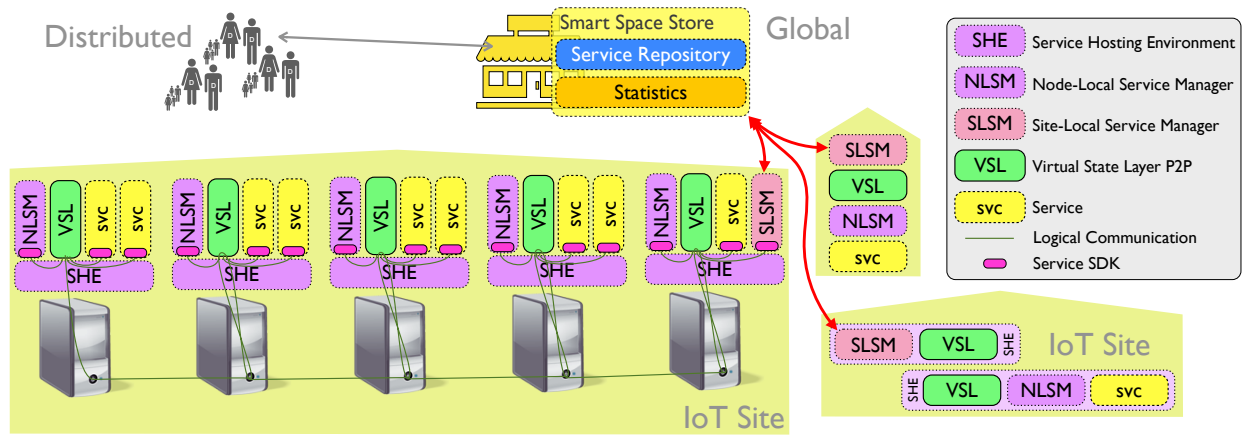 Distributed
Smart Space Store
Service Repository
Statistics
Global
SHE Service Hosting Environment
NLSM Node-Local Service Manager
SLSM Site-Local Service Manager
VSL Virtual State Layer P2P
svc Service
Logical Communication
Service SDK
D D
D D
D D
D D
NLSM VSL svc svc
SHE
NLSM VSL svc svc
SHE
NLSM VSL svc svc
SHE
NLSM VSL svc svc
SHE
NLSM VSL svc SLSM
SHE
IoT Site
SLSM
VSL
NLSM
svc
SLSM VSL SHE
IoT Site
SHE VSL NLSM svc